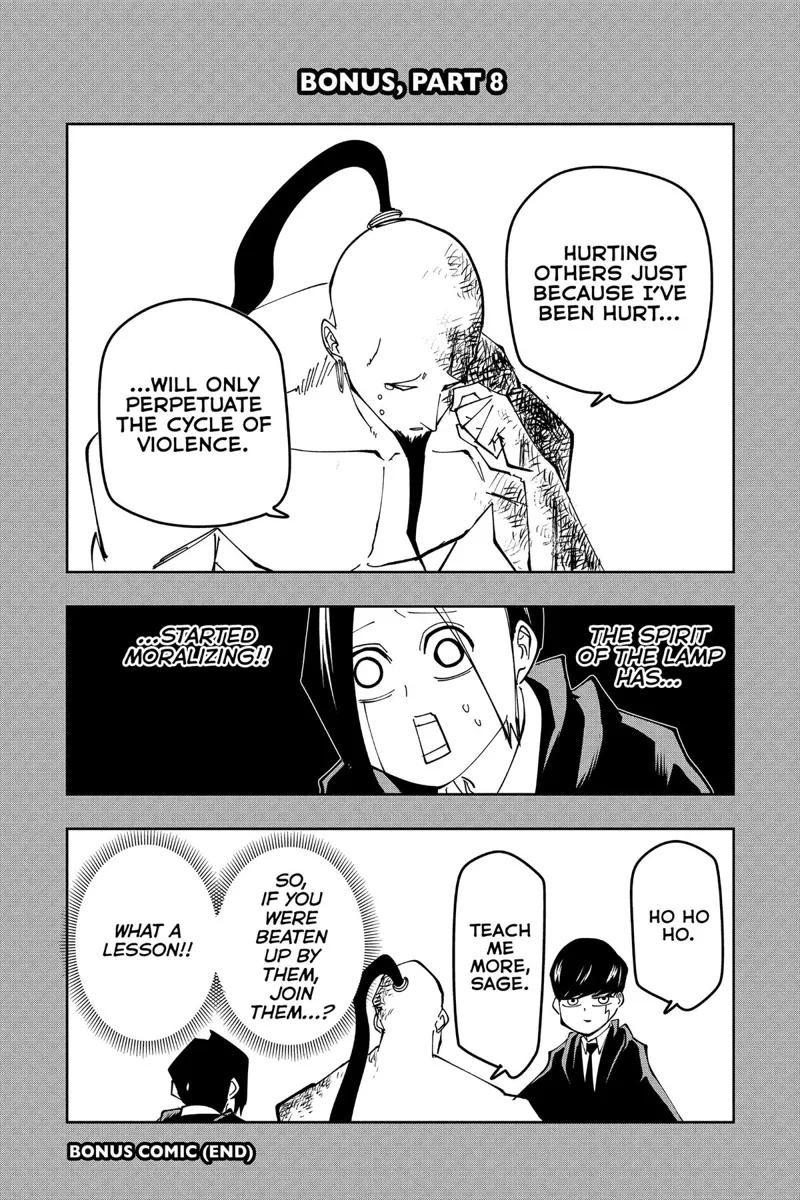 BONUS, PART 8
HURTING
OTHERS JUST
BECAUSE I'VE
BEEN HURT...
...WILL ONLY
PERPETUATE
THE CYCLE OF
VIOLENCE.
THE SPIRIT
OF THE LAMP
HAS...
...STARTED
MORALIZING!!
HO HO
HO.
TEACH
ME
MORE,
SAGE.
SO,
IF YOU
WERE
BEATEN
UP BY
THEM,
JOIN
THEM...?
WHAT A
LESSON!!
BONUS COMIC (END)